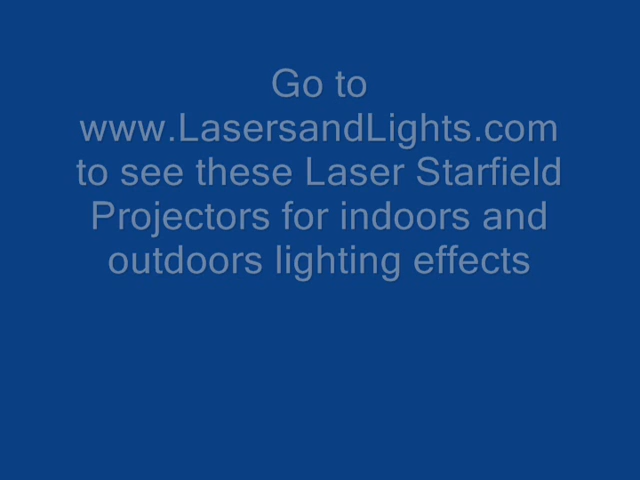 Go to
www.LasersandLights.com
to see these Laser Starfield
Projectors for indoors and
outdoors lighting effects